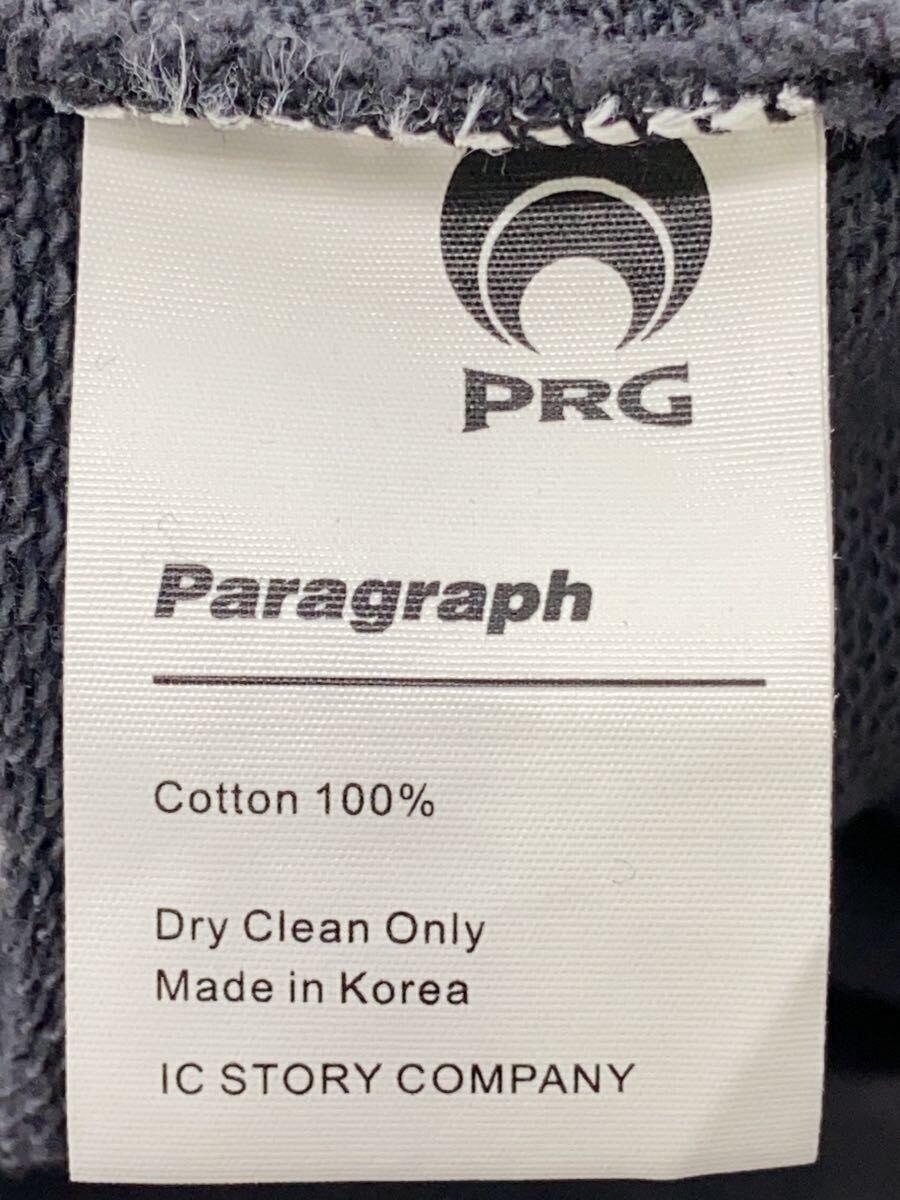 PRG
Paragraph
Cotton 100%
Dry Clean Only
Made in Korea
IC STORY COMPANY